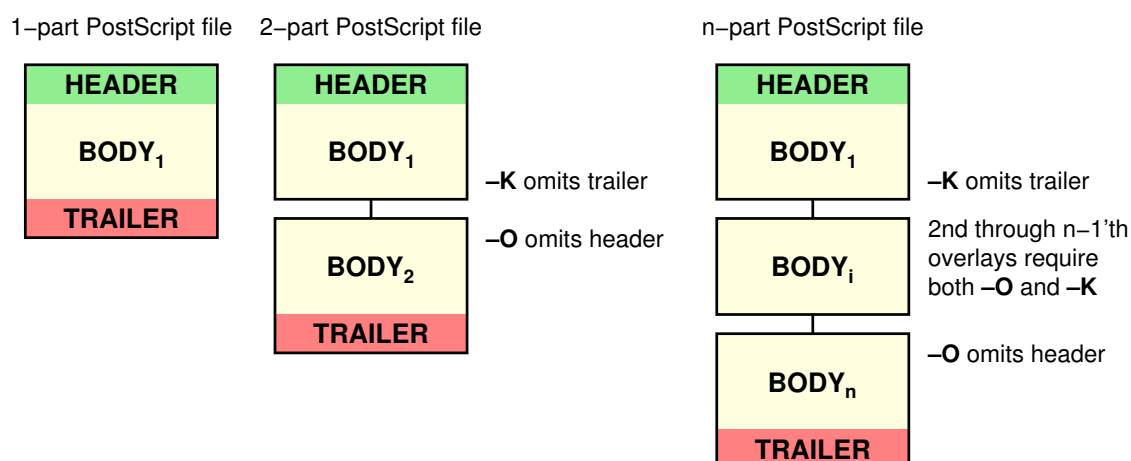 1−part PostScript file
HEADER
BODY₁
TRAILER
2−part PostScript file
HEADER
BODY₁
−K omits trailer
−O omits header
BODY₂
TRAILER
n−part PostScript file
HEADER
BODY₁
−K omits trailer
2nd through n−1'th
overlays require
both −O and −K
BODYᵢ
−O omits header
BODYₙ
TRAILER